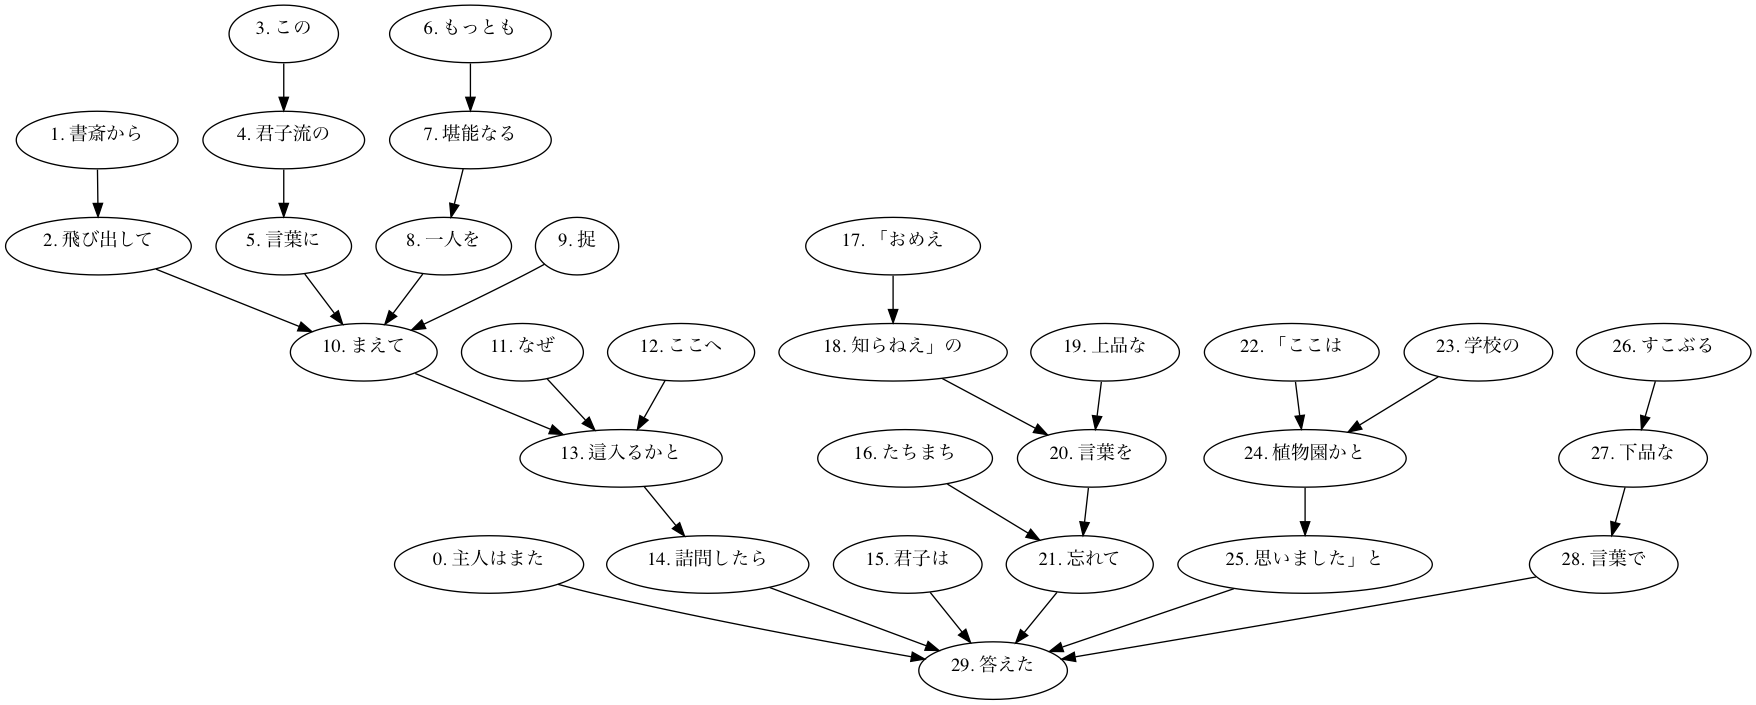 3. この
6. もっとも
1. 書斎から
4. 君子流の
7. 堪能なる
2. 飛び出して
5. 言葉に
8. 一人を
9. 捉
17. 「おめえ
10. まえて
11. なぜ
12. ここへ
18. 知らねえ」の
19. 上品な
22. 「ここは
23. 学校の
26. すこぶる
13. 這入るかと
16. たちまち
20. 言葉を
24. 植物園かと
27. 下品な
0. 主人はまた
14. 詰問したら
15. 君子は
21. 忘れて
25. 思いました」と
28. 言葉で
29. 答えた